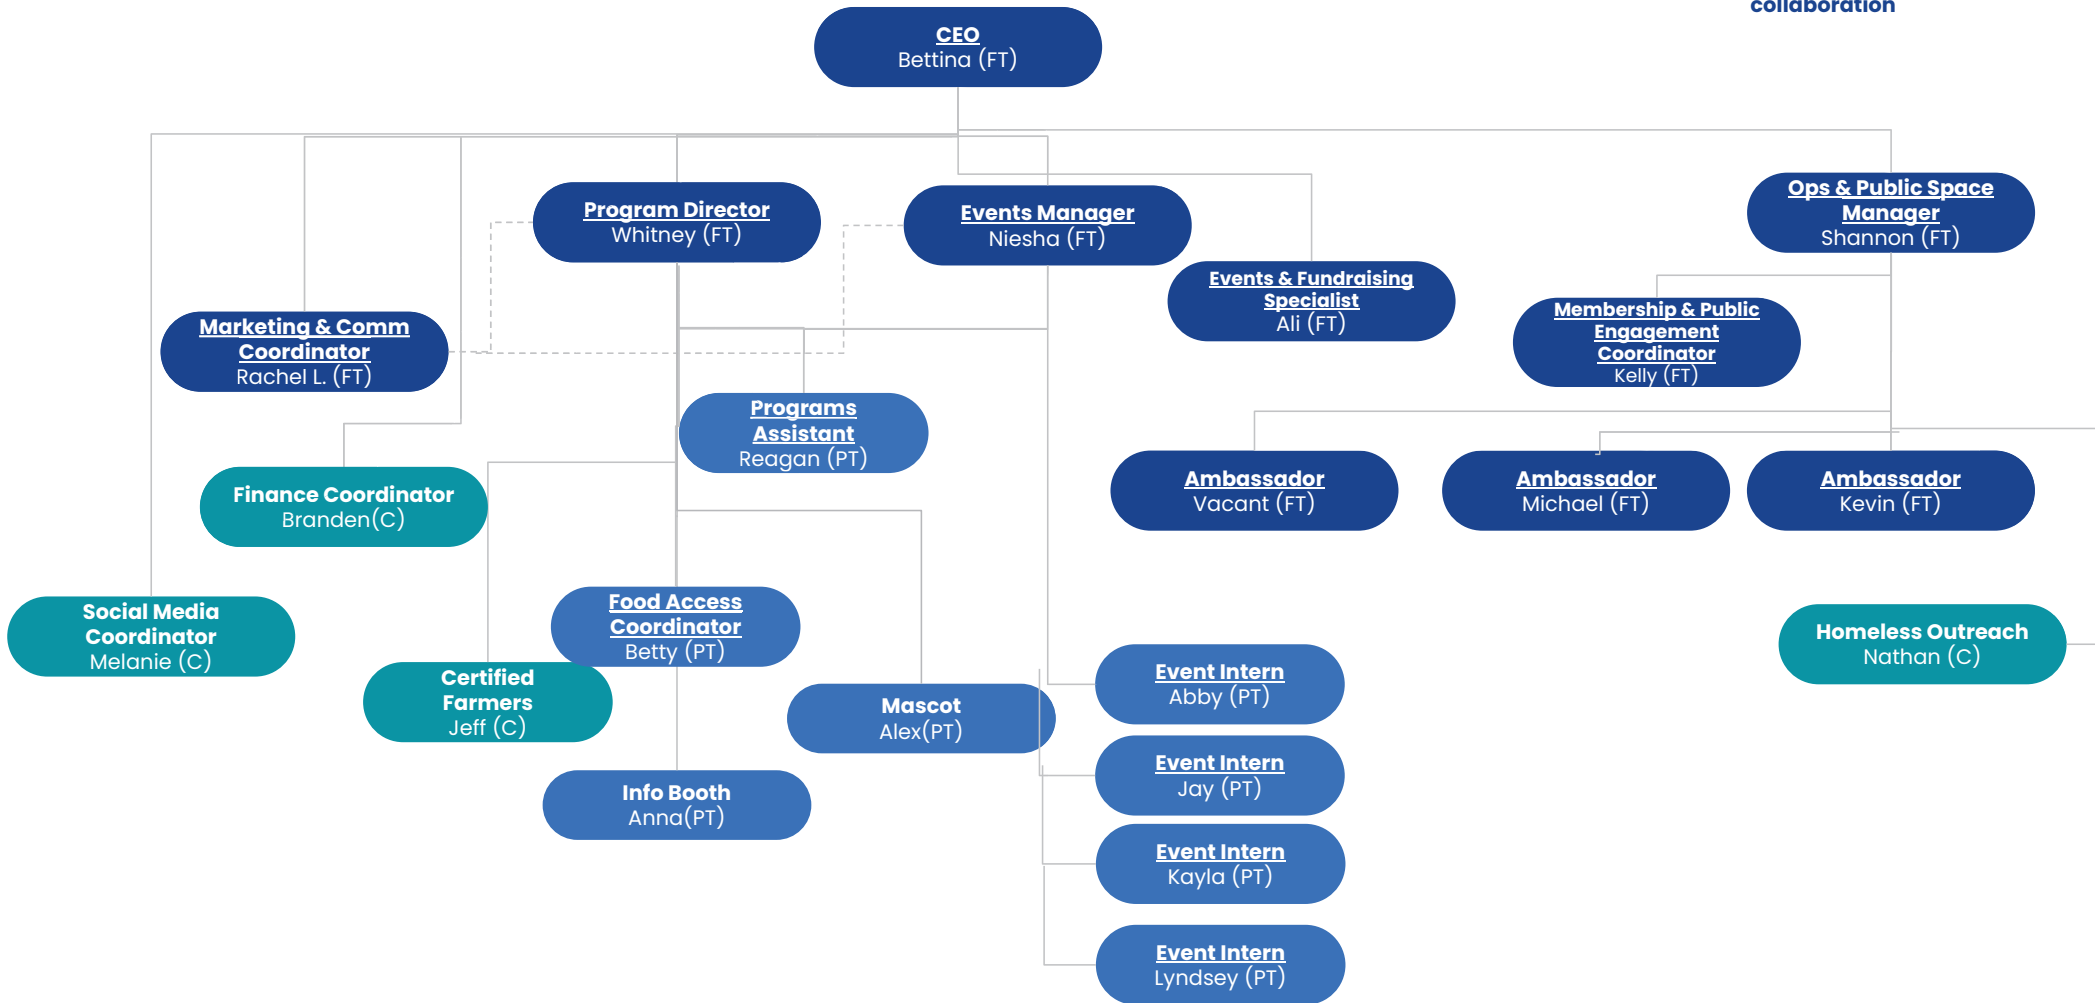 collaboration
CEO
Bettina (FT)
Program Director
Whitney (FT)
Events Manager
Niesha (FT)
Ops & Public Space
Manager
Shannon (FT)
Events & Fundraising
Specialist
Ali (FT)
Marketing & Comm
Coordinator
Rachel L. (FT)
Membership & Public
Engagement
Coordinator
Kelly (FT)
Programs
Assistant
Reagan (PT)
Finance Coordinator
Branden(C)
Ambassador
Vacant (FT)
Ambassador
Michael (FT)
Ambassador
Kevin (FT)
Social Media
Coordinator
Melanie (C)
Food Access
Coordinator
Betty (PT)
Homeless Outreach
Nathan (C)
Certified
Farmers
Jeff (C)
Mascot
Alex(PT)
Event Intern
Abby (PT)
Info Booth
Anna(PT)
Event Intern
Jay (PT)
Event Intern
Kayla (PT)
Event Intern
Lyndsey (PT)